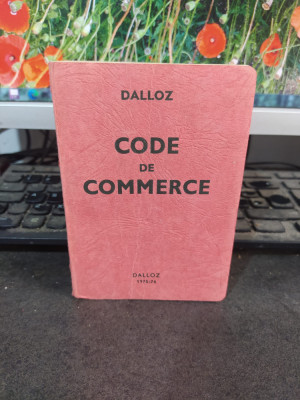 DALLOZ
CODE
DE
COMMERCE
DALLOZ
1975-76